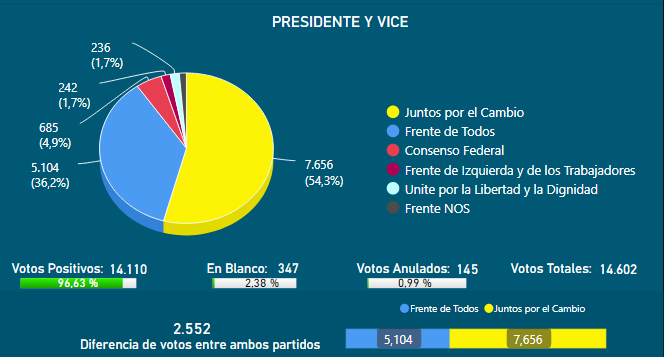 PRESIDENTE Y VICE
236
(1,7%)
242
(1,7%)
685
(4,9%)
5.104
(36,2%)
7.656
(54,3%)
Juntos por el Cambio
Frente de Todos
Consenso Federal
Frente de Izquierda y de los Trabajadores
Unite por la Libertad y la Dignidad
Frente NOS
Votos Positivos: 14.110
96,63 %
En Blanco: 347
2,38 %
Votos Anulados: 145
0,99 %
Votos Totales: 14.602
Frente de Todos Juntos por el Cambio
2.552
Diferencia de votos entre ambos partidos
5,104 7,656